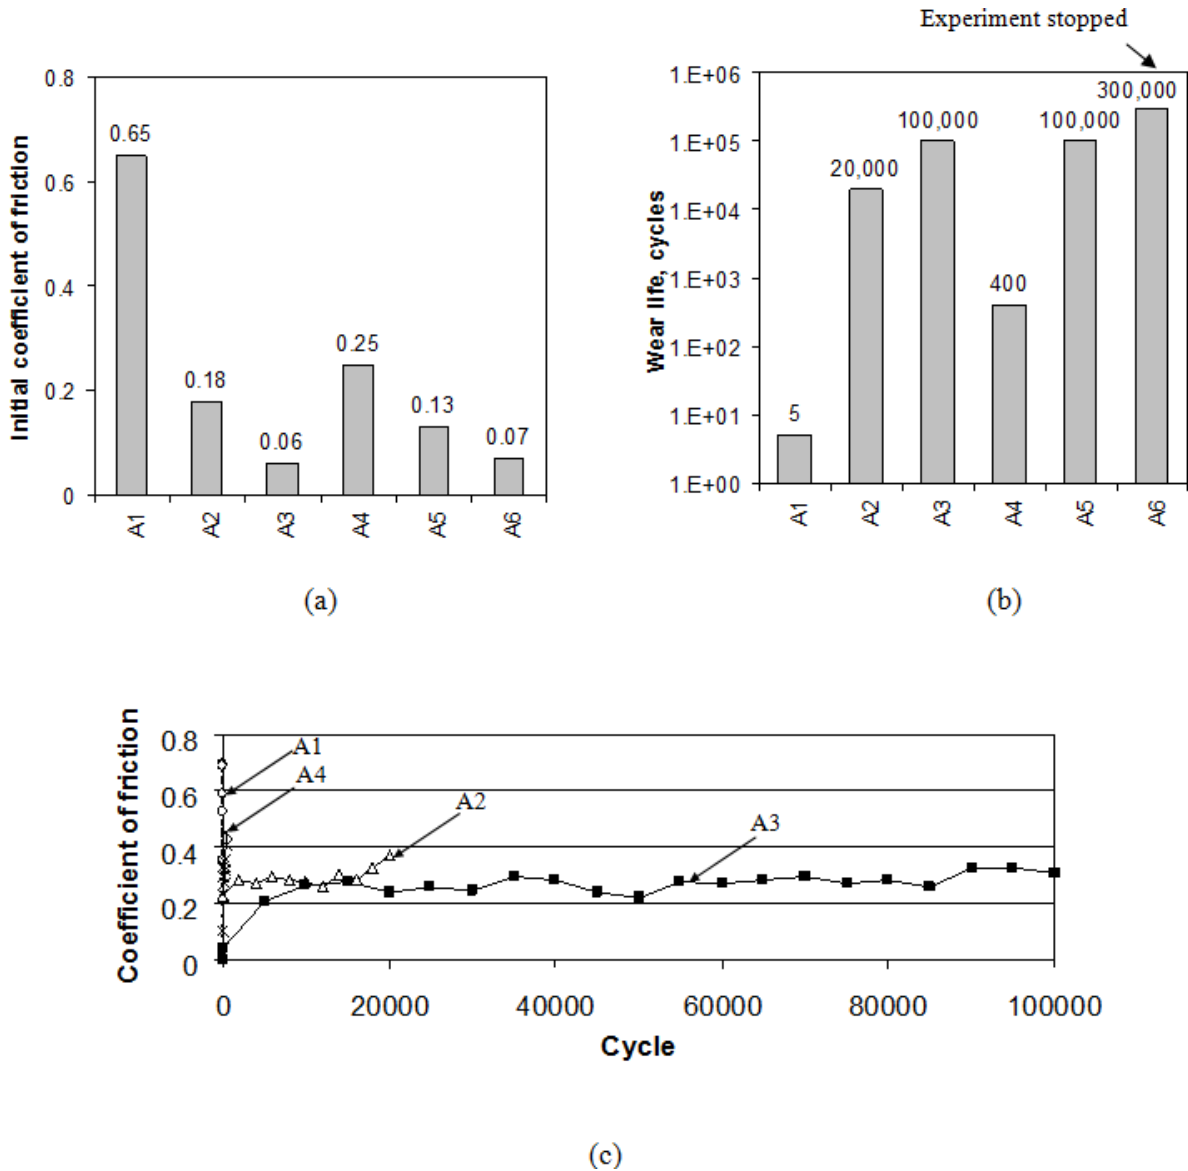 Experiment stopped
Initial coefficient of friction
0.8
0.6
0.4
0.2
0
0.65
0.18
0.06
0.25
0.13
0.07
A1
A2
A3
A4
A5
A6
(a)
Wear life, cycles
1.E+06
1.E+05
1.E+04
1.E+03
1.E+02
1.E+01
1.E+00
5
20,000
100,000
400
100,000
300,000
A1
A2
A3
A4
A5
A6
(b)
Coefficient of friction
0.8
0.6
0.4
0.2
0
A1
A4
A2
A3
0
20000
40000
60000
80000
100000
Cycle
(c)